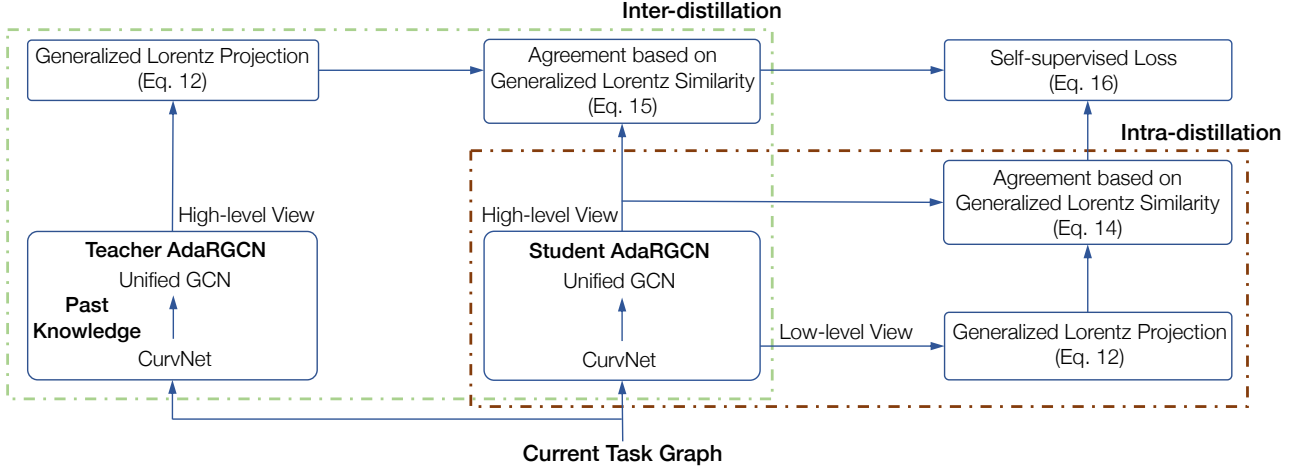 Inter-distillation
Generalized Lorentz Projection
(Eq. 12)
Agreement based on
Generalized Lorentz Similarity
(Eq. 15)
Self-supervised Loss
(Eq. 16)
Intra-distillation
Agreement based on
Generalized Lorentz Similarity
(Eq. 14)
High-level View
High-level View
Teacher AdaRGCN
Unified GCN
Past
Knowledge
CurvNet
Student AdaRGCN
Unified GCN
CurvNet
Low-level View
Generalized Lorentz Projection
(Eq. 12)
Current Task Graph